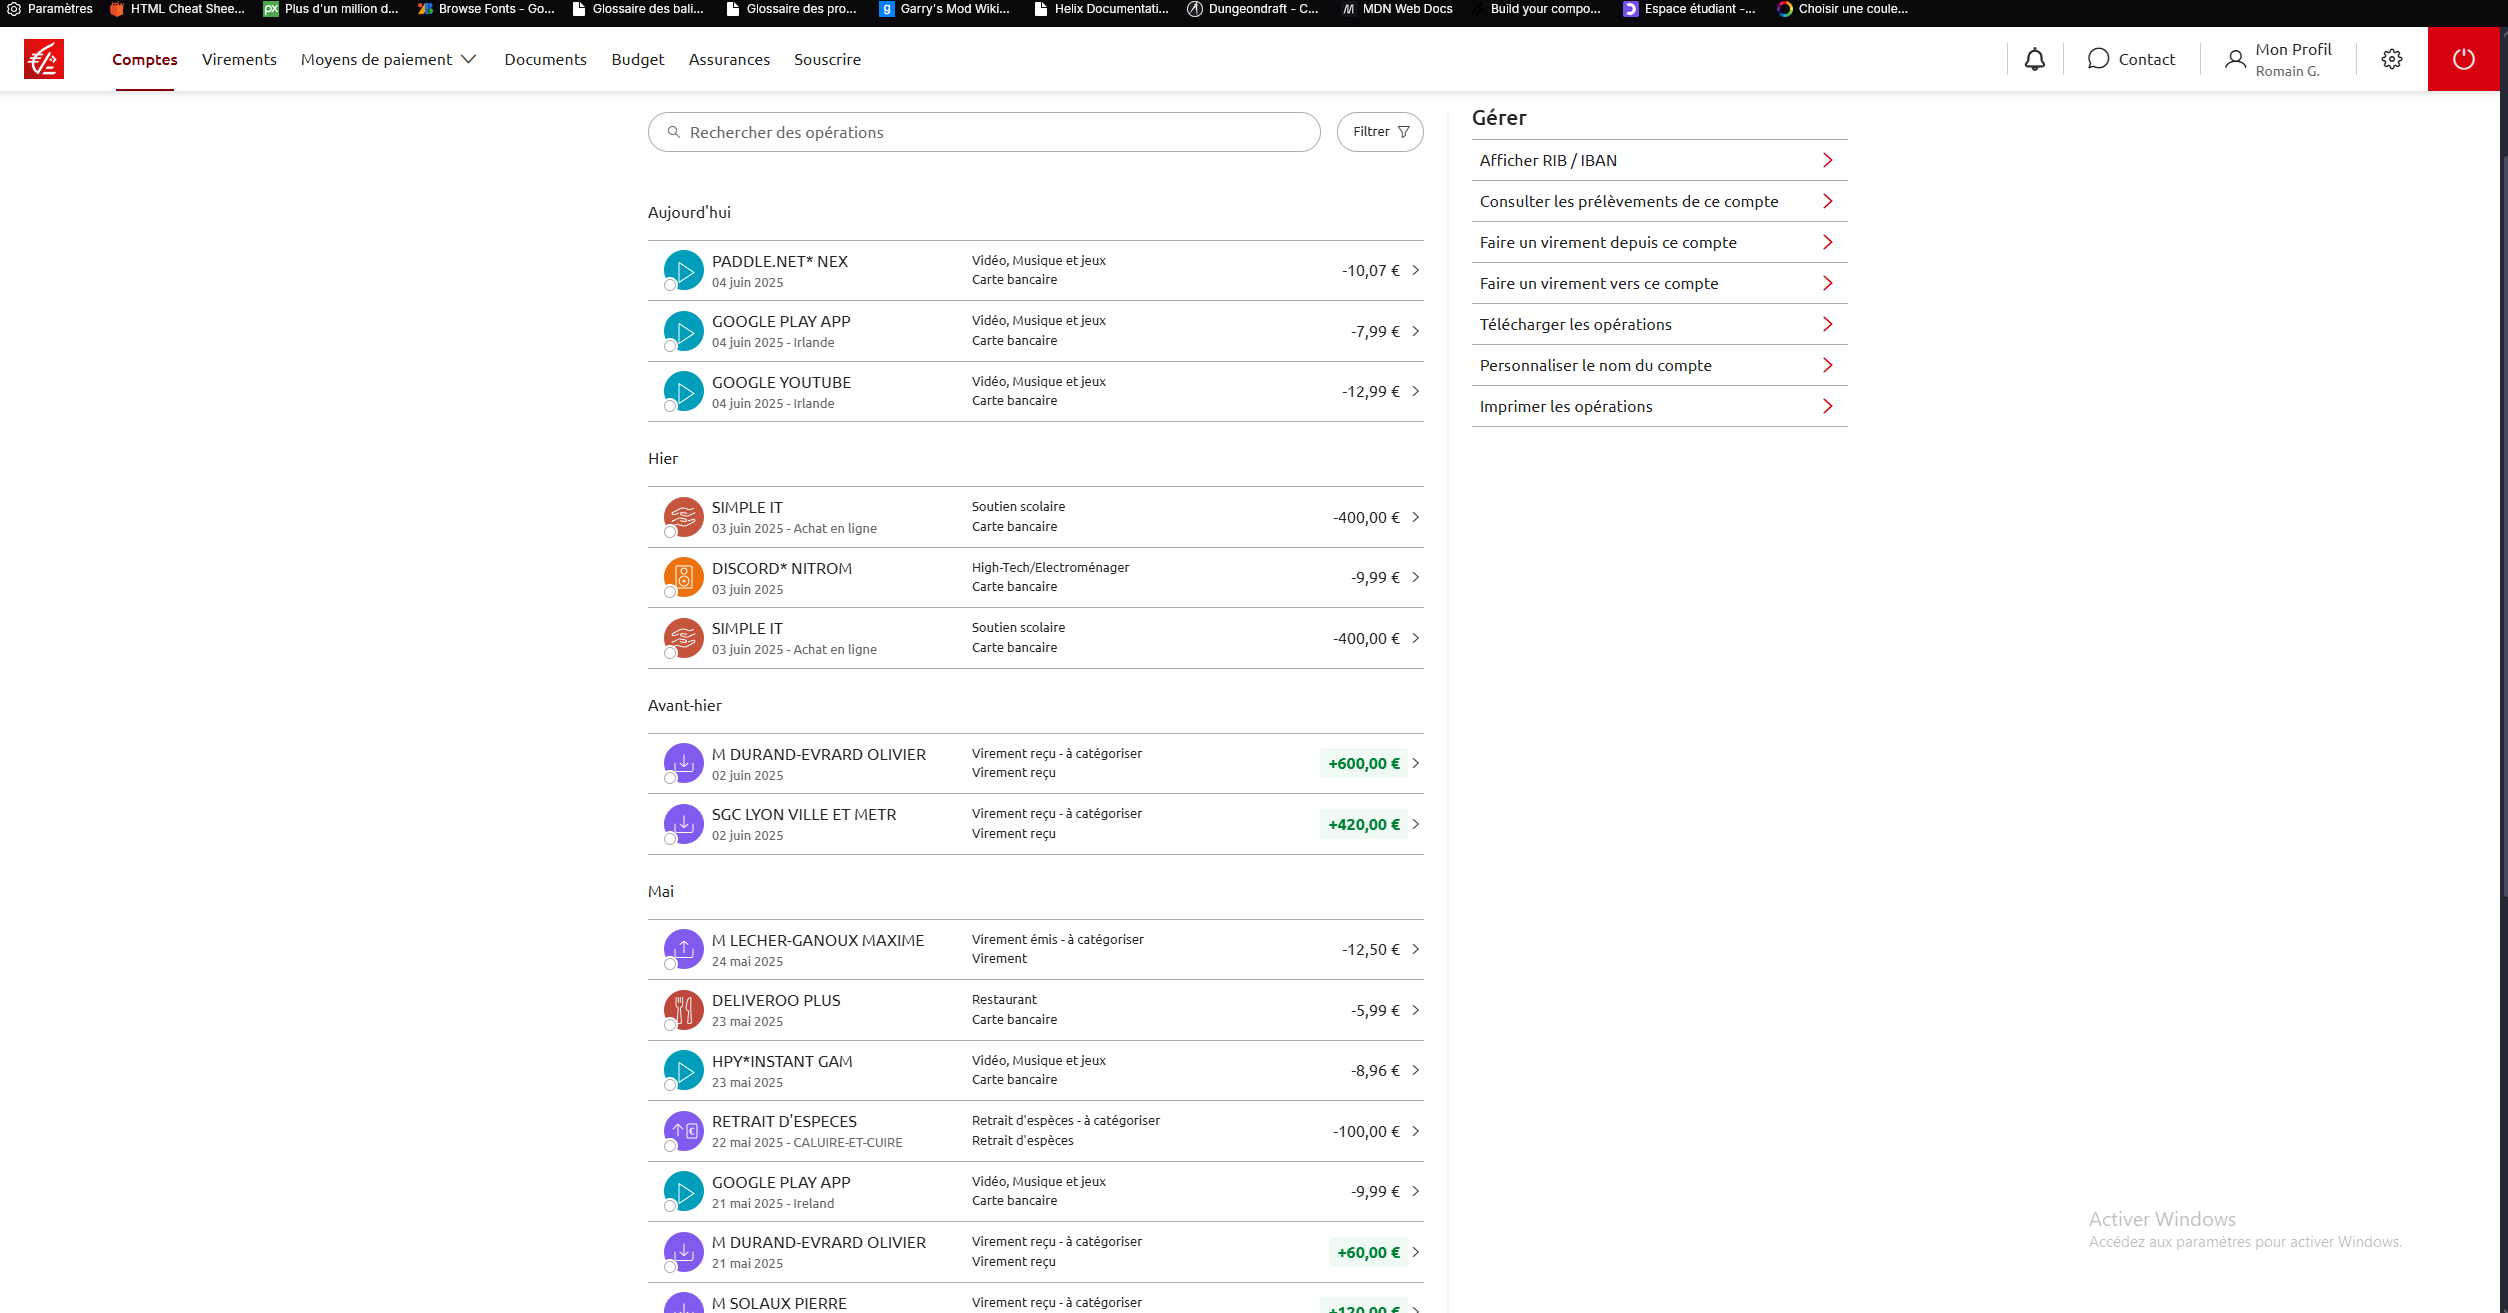 Paramètres
HTML Cheat Shee...
Plus d'un million d...
Browse Fonts - Go...
Glossaire des bali...
Glossaire des pro...
Garry's Mod Wiki...
Helix Documentati...
Dungeondraft - C...
MDN Web Docs
Build your compo...
Espace étudiant -...
Choisir une coule...
Comptes
Virements
Moyens de paiement
Documents
Budget
Assurances
Souscrire
Contact
Mon Profil
Romain G.
Rechercher des opérations
Filtrer
Aujourd'hui
PADDLE.NET* NEX
04 juin 2025
Vidéo, Musique et jeux
Carte bancaire
-10,07 €
GOOGLE PLAY APP
04 juin 2025 - Irlande
Vidéo, Musique et jeux
Carte bancaire
-7,99 €
GOOGLE YOUTUBE
04 juin 2025 - Irlande
Vidéo, Musique et jeux
Carte bancaire
-12,99 €
Hier
SIMPLE IT
03 juin 2025 - Achat en ligne
Soutien scolaire
Carte bancaire
-400,00 €
DISCORD* NITROM
03 juin 2025
High-Tech/Electroménager
Carte bancaire
-9,99 €
SIMPLE IT
03 juin 2025 - Achat en ligne
Soutien scolaire
Carte bancaire
-400,00 €
Avant-hier
M DURAND-EVRARD OLIVIER
02 juin 2025
Virement reçu - à catégoriser
Virement reçu
+600,00 €
SGC LYON VILLE ET METR
02 juin 2025
Virement reçu - à catégoriser
Virement reçu
+420,00 €
Mai
M LECHER-GANOUX MAXIME
24 mai 2025
Virement émis - à catégoriser
Virement
-12,50 €
DELIVEROO PLUS
23 mai 2025
Restaurant
Carte bancaire
-5,99 €
HPY*INSTANT GAM
23 mai 2025
Vidéo, Musique et jeux
Carte bancaire
-8,96 €
RETRAIT D'ESPECES
22 mai 2025 - CALUIRE-ET-CUIRE
Retrait d'espèces - à catégoriser
Retrait d'espèces
-100,00 €
GOOGLE PLAY APP
21 mai 2025 - Ireland
Vidéo, Musique et jeux
Carte bancaire
-9,99 €
M DURAND-EVRARD OLIVIER
21 mai 2025
Virement reçu - à catégoriser
Virement reçu
+60,00 €
M SOLAUX PIERRE
Virement reçu - à catégoriser
+120,00 €
Gérer
Afficher RIB / IBAN
Consulter les prélèvements de ce compte
Faire un virement depuis ce compte
Faire un virement vers ce compte
Télécharger les opérations
Personnaliser le nom du compte
Imprimer les opérations
Activer Windows
Accédez aux paramètres pour activer Windows.